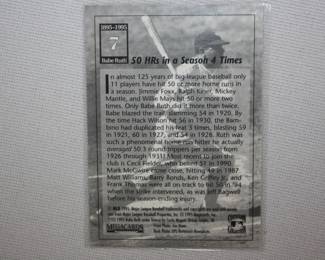 1895-1995
7
Babe Ruth
50 HRs in a Season 4 Times
In almost 125 years of big-league baseball only
11 players have hit 50 or more home runs in
a season. Jimmie Foxx, Ralph Kiner, Mickey
Mantle, and Willie Mays hit 50 or more two
times. Only Babe Ruth did it more than twice.
Babe blazed the trail, slamming 54 in 1920. By
the time Hack Wilson hit 56 in 1930, the Bam-
bino had duplicated his feat 3 times, blasting 59
in 1921, 60 in 1927, and 54 in 1928. Ruth was
such a phenomenal home run hitter he actually
averaged 50.3 round trippers per season from
1926 through 1931! Most recent to join the
club is Cecil Fielder, who belted 51 in 1990.
Mark McGwire came close, hitting 49 in 1987.
Matt Williams, Barry Bonds, Ken Griffey Jr., and
Frank Thomas were all on track to hit 50 in '94
when the strike intervened, as was Jeff Bagwell
before his season-ending injury.
MEGACARDS